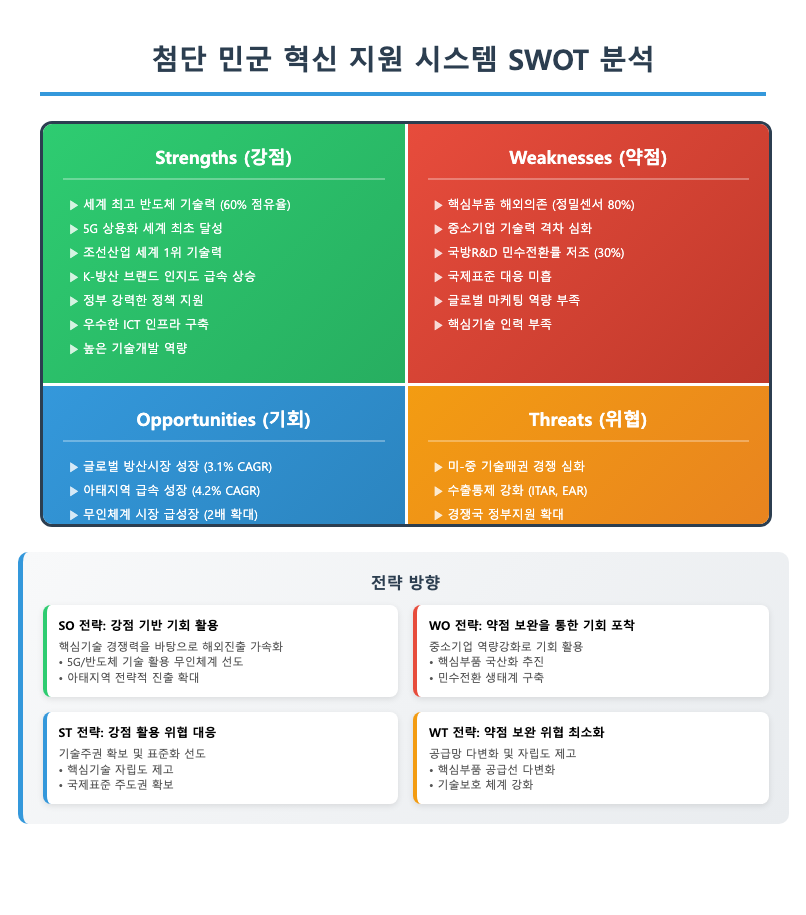 첨단 민군 혁신 지원 시스템 SWOT 분석
Strengths (강점)
▶ 세계 최고 반도체 기술력 (60% 점유율)
▶ 5G 상용화 세계 최초 달성
▶ 조선산업 세계 1위 기술력
▶ K-방산 브랜드 인지도 급속 상승
▶ 정부 강력한 정책 지원
▶ 우수한 ICT 인프라 구축
▶ 높은 기술개발 역량
Weaknesses (약점)
▶ 핵심부품 해외의존 (정밀센서 80%)
▶ 중소기업 기술력 격차 심화
▶ 국방R&D 민수전환률 저조 (30%)
▶ 국제표준 대응 미흡
▶ 글로벌 마케팅 역량 부족
▶ 핵심기술 인력 부족
Opportunities (기회)
▶ 글로벌 방산시장 성장 (3.1% CAGR)
▶ 아태지역 급속 성장 (4.2% CAGR)
▶ 무인체계 시장 급성장 (2배 확대)
Threats (위협)
▶ 미-중 기술패권 경쟁 심화
▶ 수출통제 강화 (ITAR, EAR)
▶ 경쟁국 정부지원 확대
전략 방향
SO 전략: 강점 기반 기회 활용
핵심기술 경쟁력을 바탕으로 해외진출 가속화
• 5G/반도체 기술 활용 무인체계 선도
• 아태지역 전략적 진출 확대
WO 전략: 약점 보완을 통한 기회 포착
중소기업 역량강화로 기회 활용
• 핵심부품 국산화 추진
• 민수전환 생태계 구축
ST 전략: 강점 활용 위협 대응
기술주권 확보 및 표준화 선도
• 핵심기술 자립도 제고
• 국제표준 주도권 확보
WT 전략: 약점 보완 위협 최소화
공급망 다변화 및 자립도 제고
• 핵심부품 공급선 다변화
• 기술보호 체계 강화